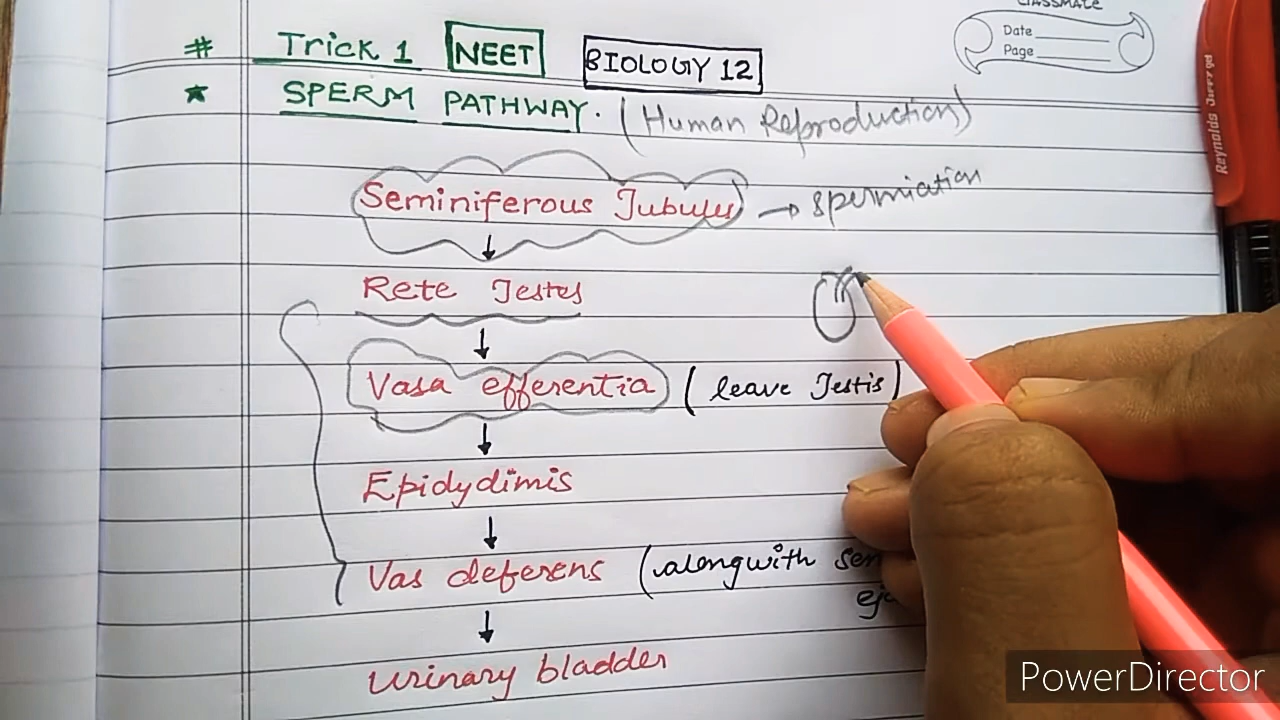 CLASSMATE
Date
Page
# Trick 1 NEET BIOLOGY 12
★ SPERM PATHWAY. (Human Reproduction)
Seminiferous Tubules → spermiation
↓
Rete Testes
↓
Vasa efferentia (leave Testis)
↓
Epidydimis
↓
Vas deferens (alongwith
↓
Urinary bladder
Reynolds
PowerDirector